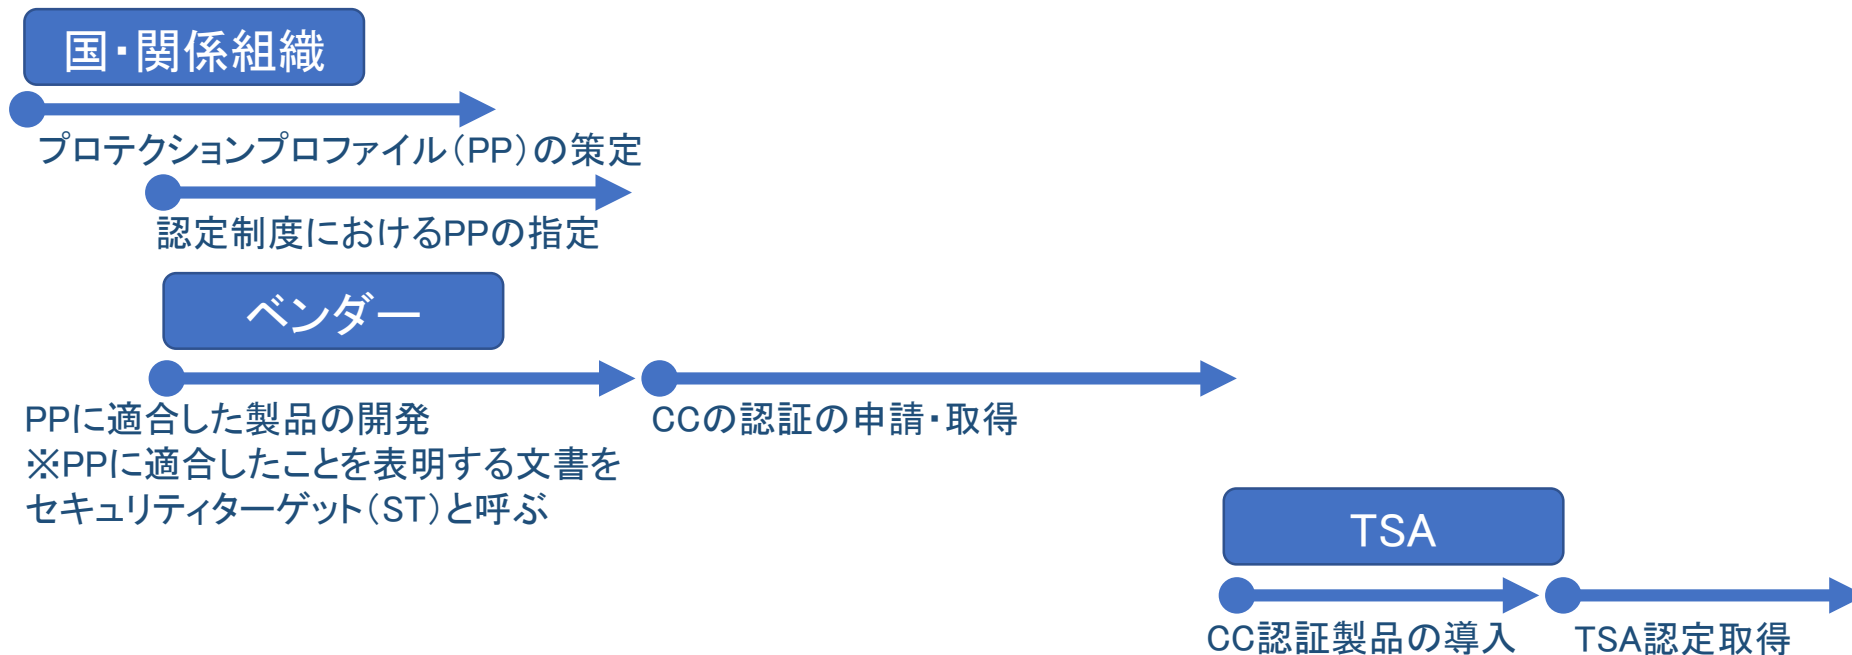 国・関係組織
プロテクションプロファイル（PP）の策定
認定制度におけるPPの指定
ベンダー
PPに適合した製品の開発
※PPに適合したことを表明する文書を
セキュリティターゲット（ST）と呼ぶ
CCの認証の申請・取得
TSA
CC認証製品の導入
TSA認定取得